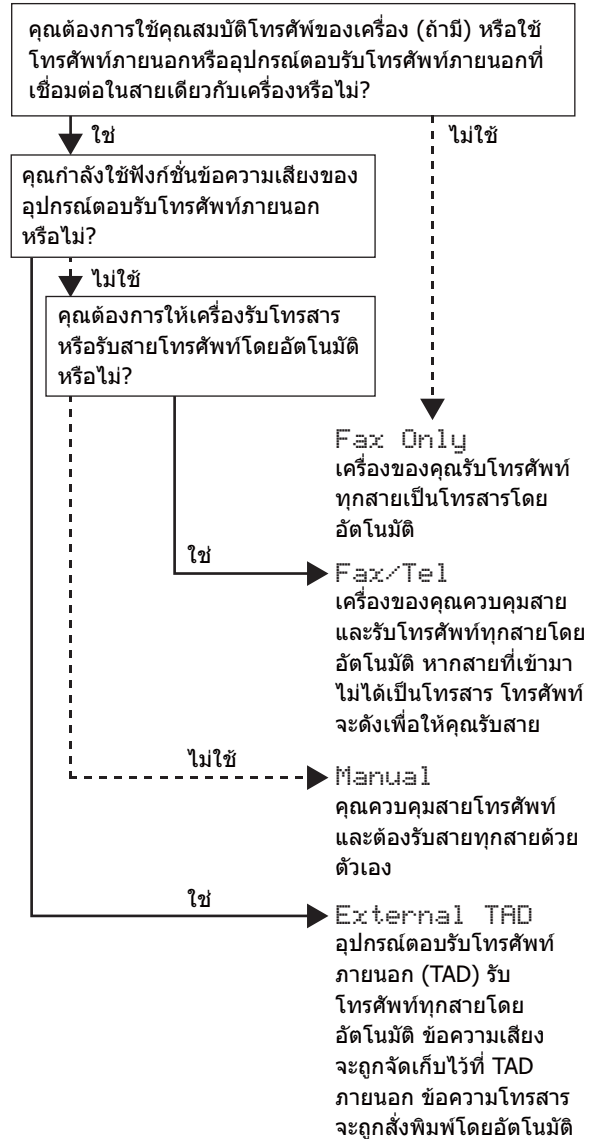 คุณต้องการใช้คุณสมบัติโทรศัพ์ของเครื่อง (ถ้ามี) หรือใช้
โทรศัพท์ภายนอกหรืออุปกรณ์ตอบรับโทรศัพท์ภายนอกที่
เชื่อมต่อในสายเดียวกับเครื่องหรือไม่?
ใช่
ไม่ใช้
คุณกำลังใช้ฟังก์ชั่นข้อความเสียงของ
อุปกรณ์ตอบรับโทรศัพท์ภายนอก
หรือไม่?
ไม่ใช้
คุณต้องการให้เครื่องรับโทรสาร
หรือรับสายโทรศัพท์โดยอัตโนมัติ
หรือไม่?
Fax Only
เครื่องของคุณรับโทรศัพท์
ทุกสายเป็นโทรสารโดย
อัตโนมัติ
ใช่
Fax/Tel
เครื่องของคุณควบคุมสาย
และรับโทรศัพท์ทุกสายโดย
อัตโนมัติ หากสายที่เข้ามา
ไม่ได้เป็นโทรสาร โทรศัพท์
จะดังเพื่อให้คุณรับสาย
ไม่ใช้
Manual
คุณควบคุมสายโทรศัพท์
และต้องรับสายทุกสายด้วย
ตัวเอง
ใช่
External TAD
อุปกรณ์ตอบรับโทรศัพท์
ภายนอก (TAD) รับ
โทรศัพท์ทุกสายโดย
อัตโนมัติ ข้อความเสียง
จะถูกจัดเก็บไว้ที่ TAD
ภายนอก ข้อความโทรสาร
จะถูกสั่งพิมพ์โดยอัตโนมัติ